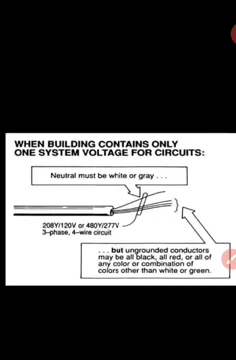 WHEN BUILDING CONTAINS ONLY
ONE SYSTEM VOLTAGE FOR CIRCUITS:
Neutral must be white or gray . . .
208Y/120V or 480Y/277V
3-phase, 4-wire circuit
. . . but ungrounded conductors
may be all black, all red, or all of
any color or combination of
colors other than white or green.